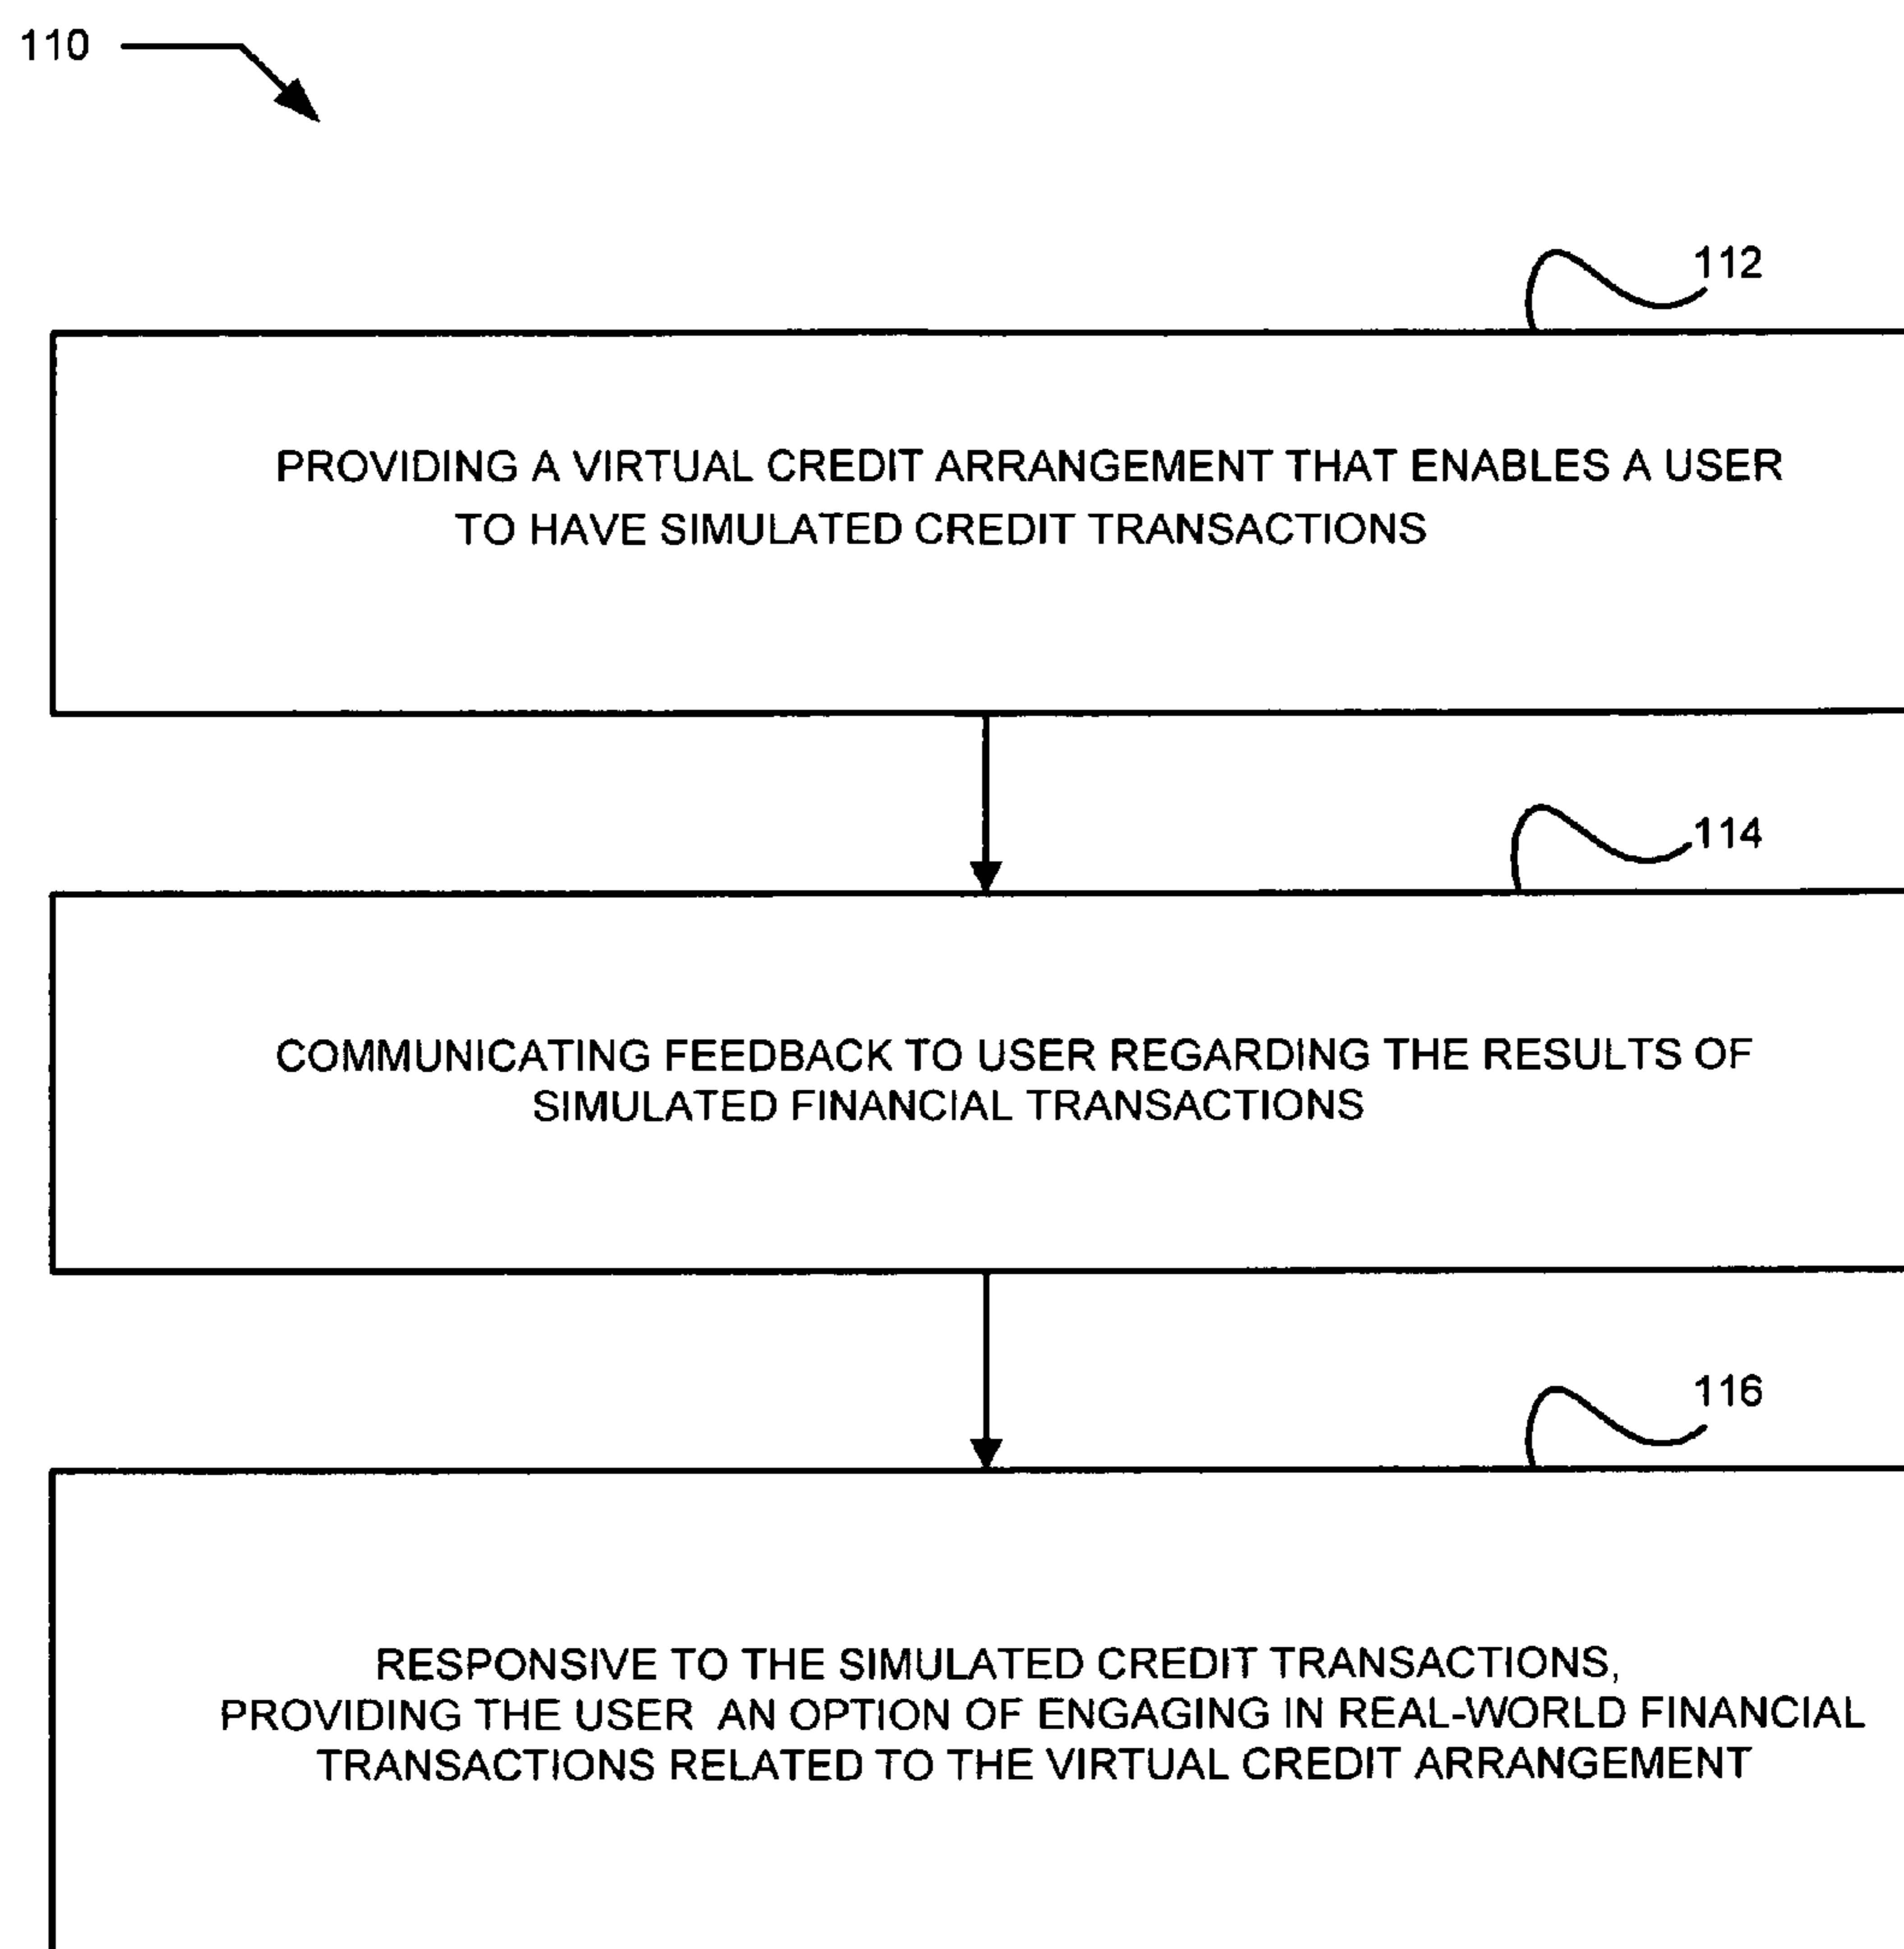 110
112
PROVIDING A VIRTUAL CREDIT ARRANGEMENT THAT ENABLES A USER
TO HAVE SIMULATED CREDIT TRANSACTIONS
114
COMMUNICATING FEEDBACK TO USER REGARDING THE RESULTS OF
SIMULATED FINANCIAL TRANSACTIONS
116
RESPONSIVE TO THE SIMULATED CREDIT TRANSACTIONS,
PROVIDING THE USER AN OPTION OF ENGAGING IN REAL-WORLD FINANCIAL
TRANSACTIONS RELATED TO THE VIRTUAL CREDIT ARRANGEMENT